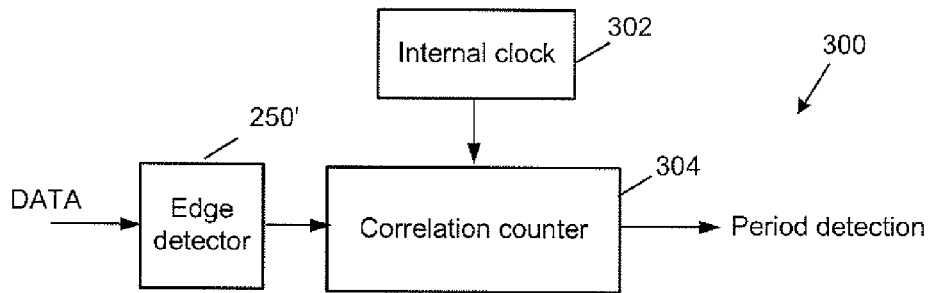 302
Internal clock
300
250'
304
DATA
Edge
detector
Correlation counter
Period detection